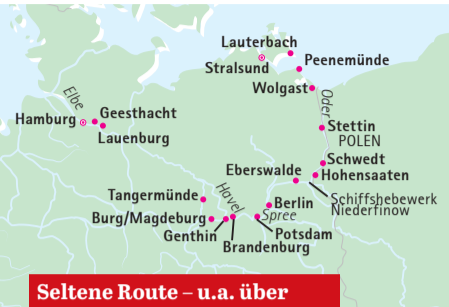 Lauterbach
Peenemünde
Stralsund
Wolgast
Elbe
Oder
Hamburg
Geesthacht
Lauenburg
Stettin
POLEN
Schwedt
Eberswalde
Hohensaaten
Schiffshebewerk
Niederfinow
Tangermünde
Havel
Berlin
Burg/Magdeburg
Spree
Genthin
Potsdam
Brandenburg
Seltene Route – u.a. über